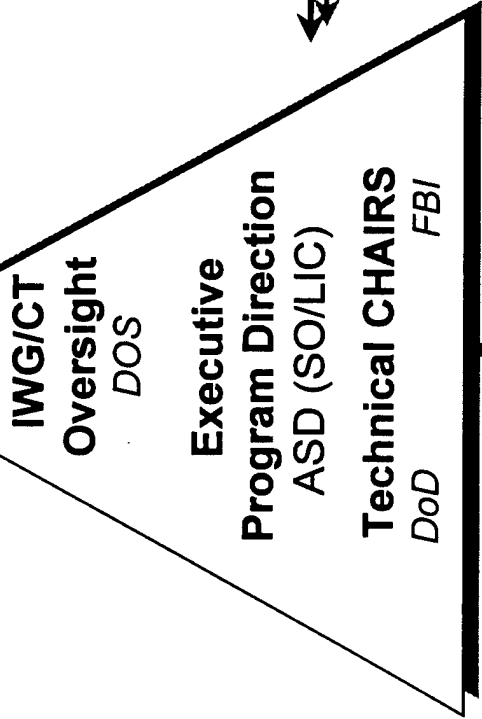 IWG/CT
Oversight
DOS
Executive
Program Direction
ASD (SO/LIC)
Technical CHAIRS
DoD FBI